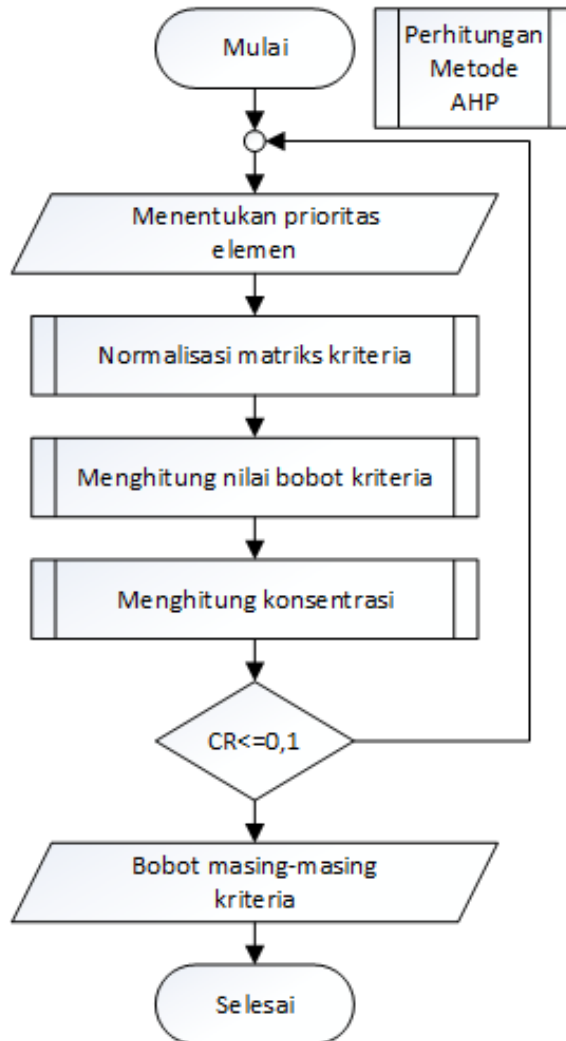 Mulai
Perhitungan
Metode
AHP
Menentukan prioritas
elemen
Normalisasi matriks kriteria
Menghitung nilai bobot kriteria
Menghitung konsentrasi
CR<=0,1
Bobot masing-masing
kriteria
Selesai